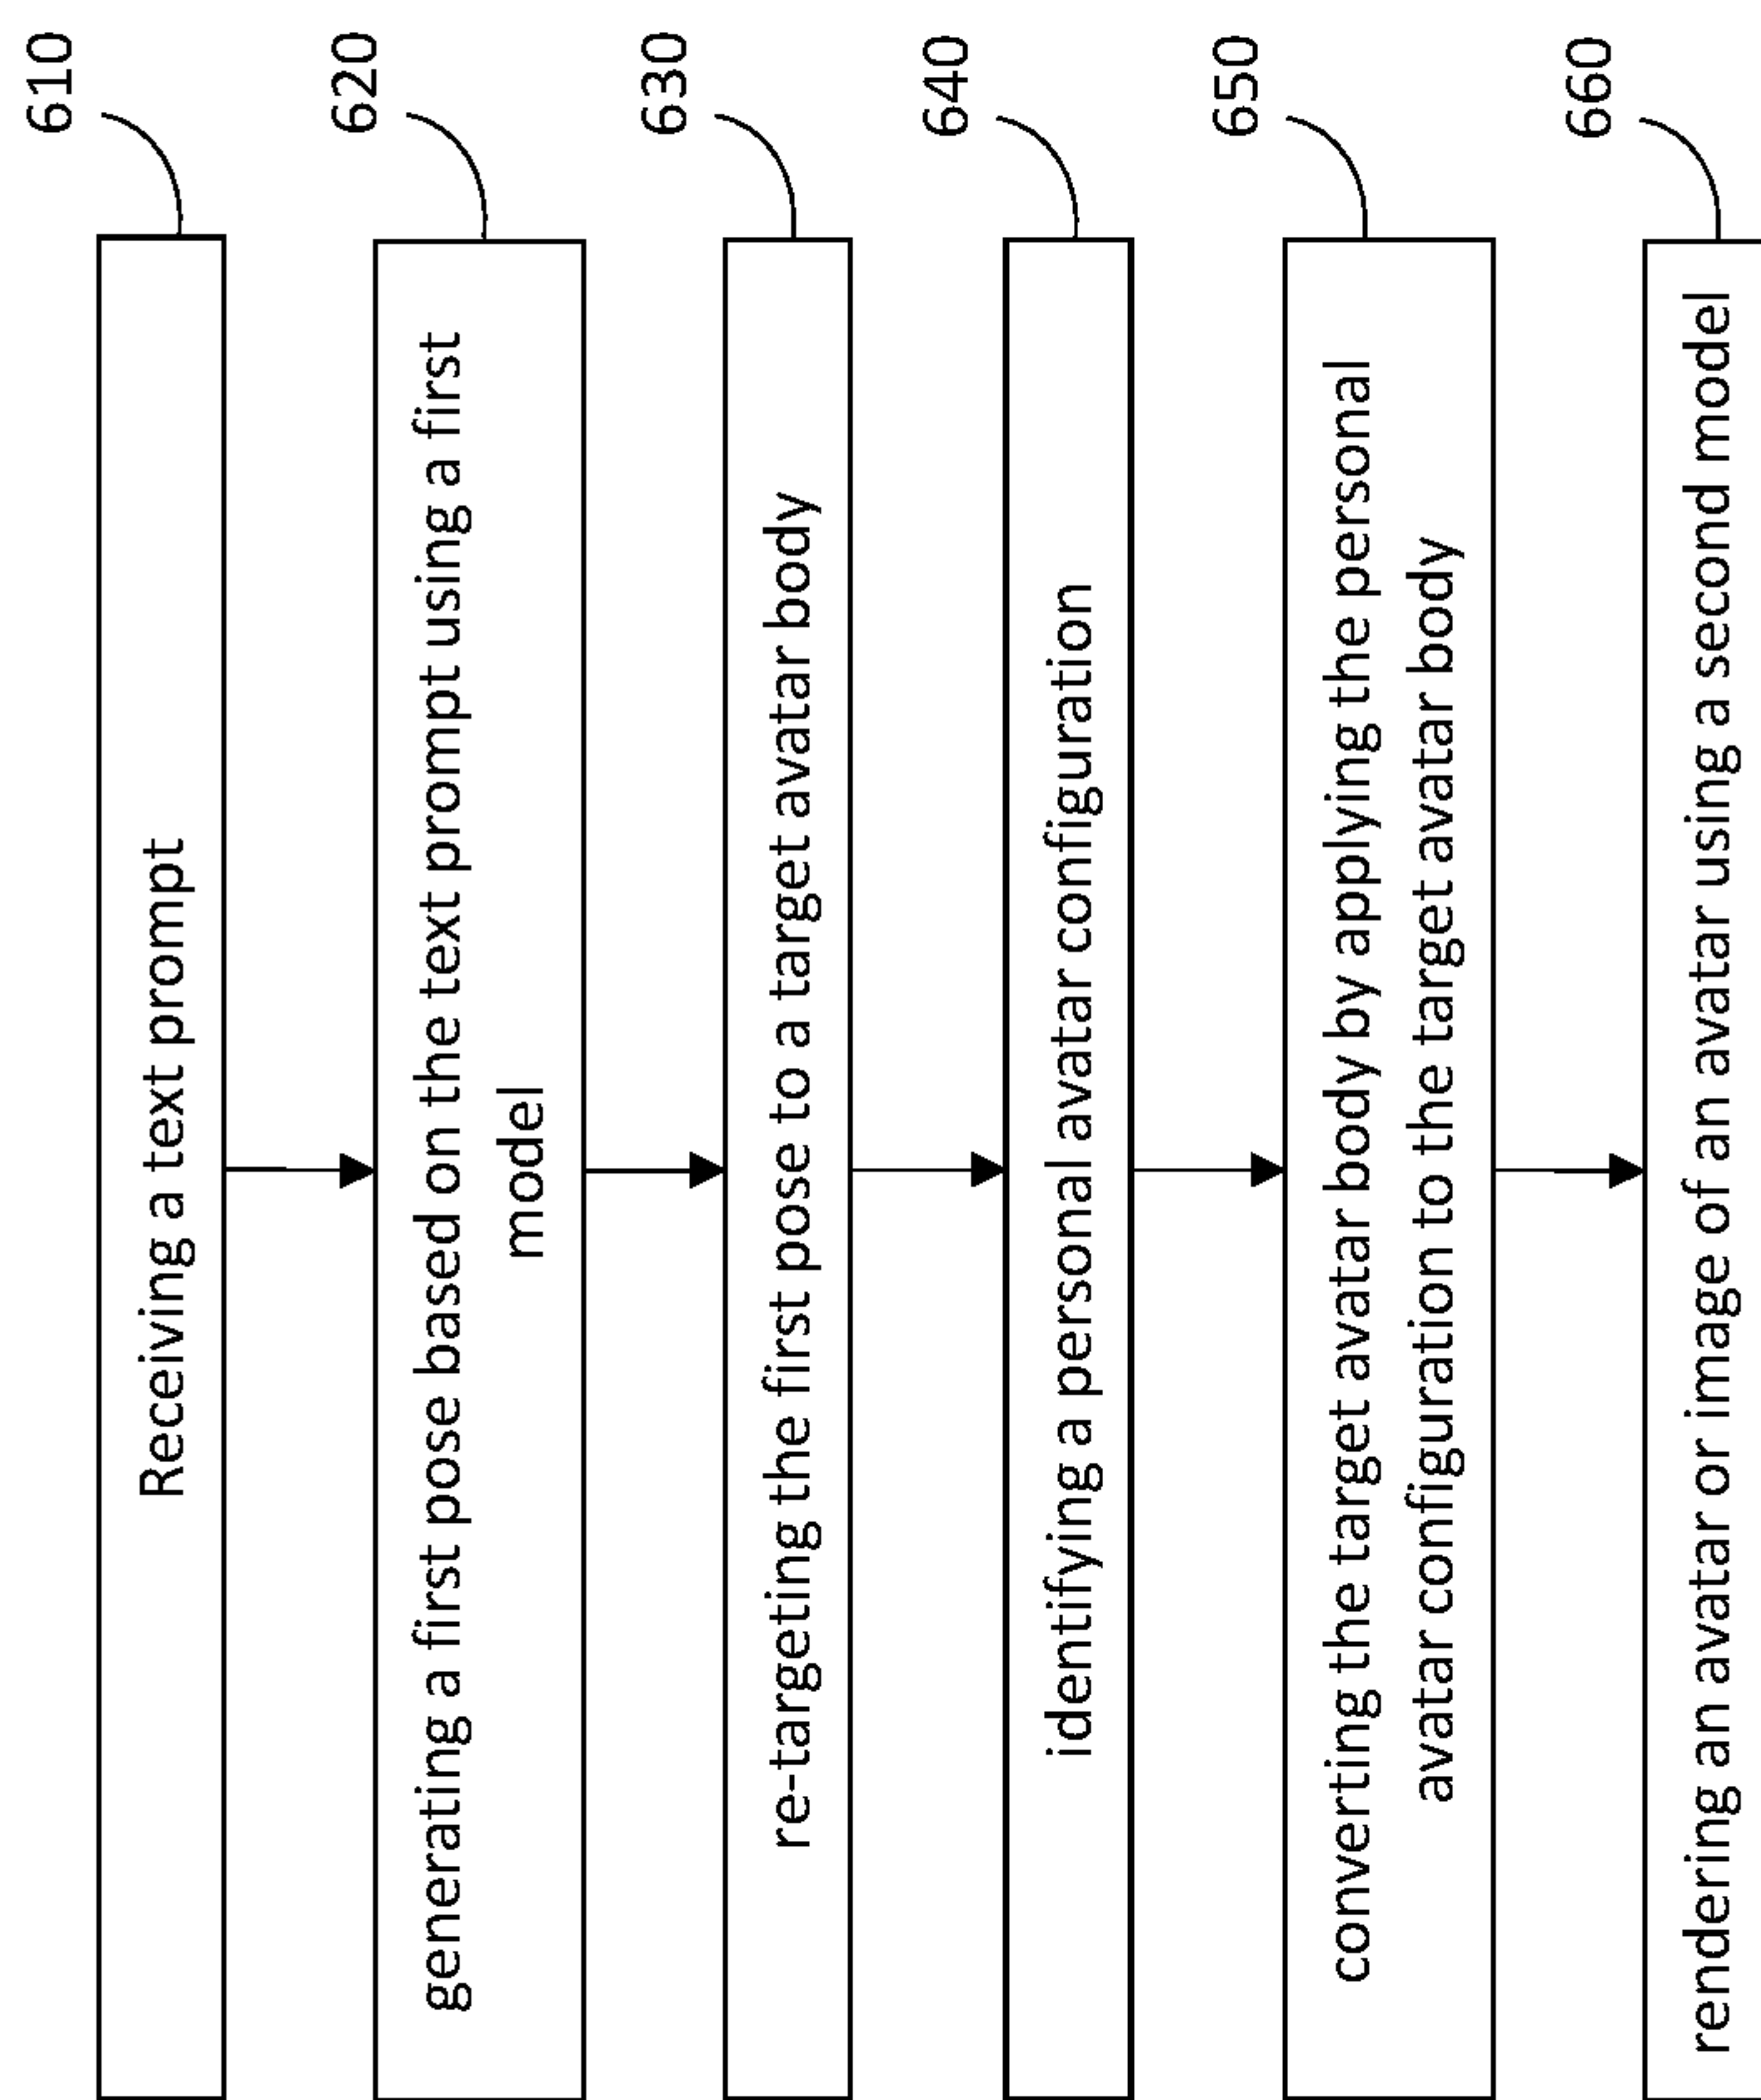 610
Receiving a text prompt
620
generating a first pose based on the text prompt using a first
model
630
re-targeting the first pose to a target avatar body
640
identifying a personal avatar configuration
650
converting the target avatar body by applying the personal
avatar configuration to the target avatar body
660
rendering an avatar or image of an avatar using a second model